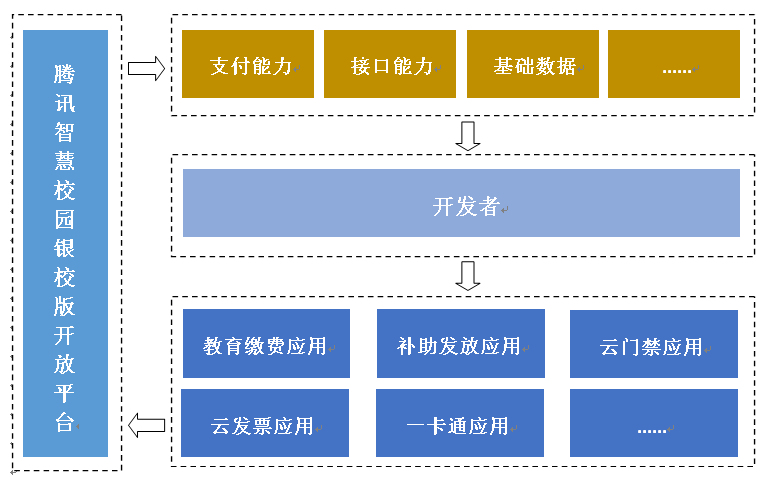 腾讯智慧校园银校版开放平台
支付能力
接口能力
基础数据
......
开发者
教育缴费应用
补助发放应用
云门禁应用
云发票应用
一卡通应用
......